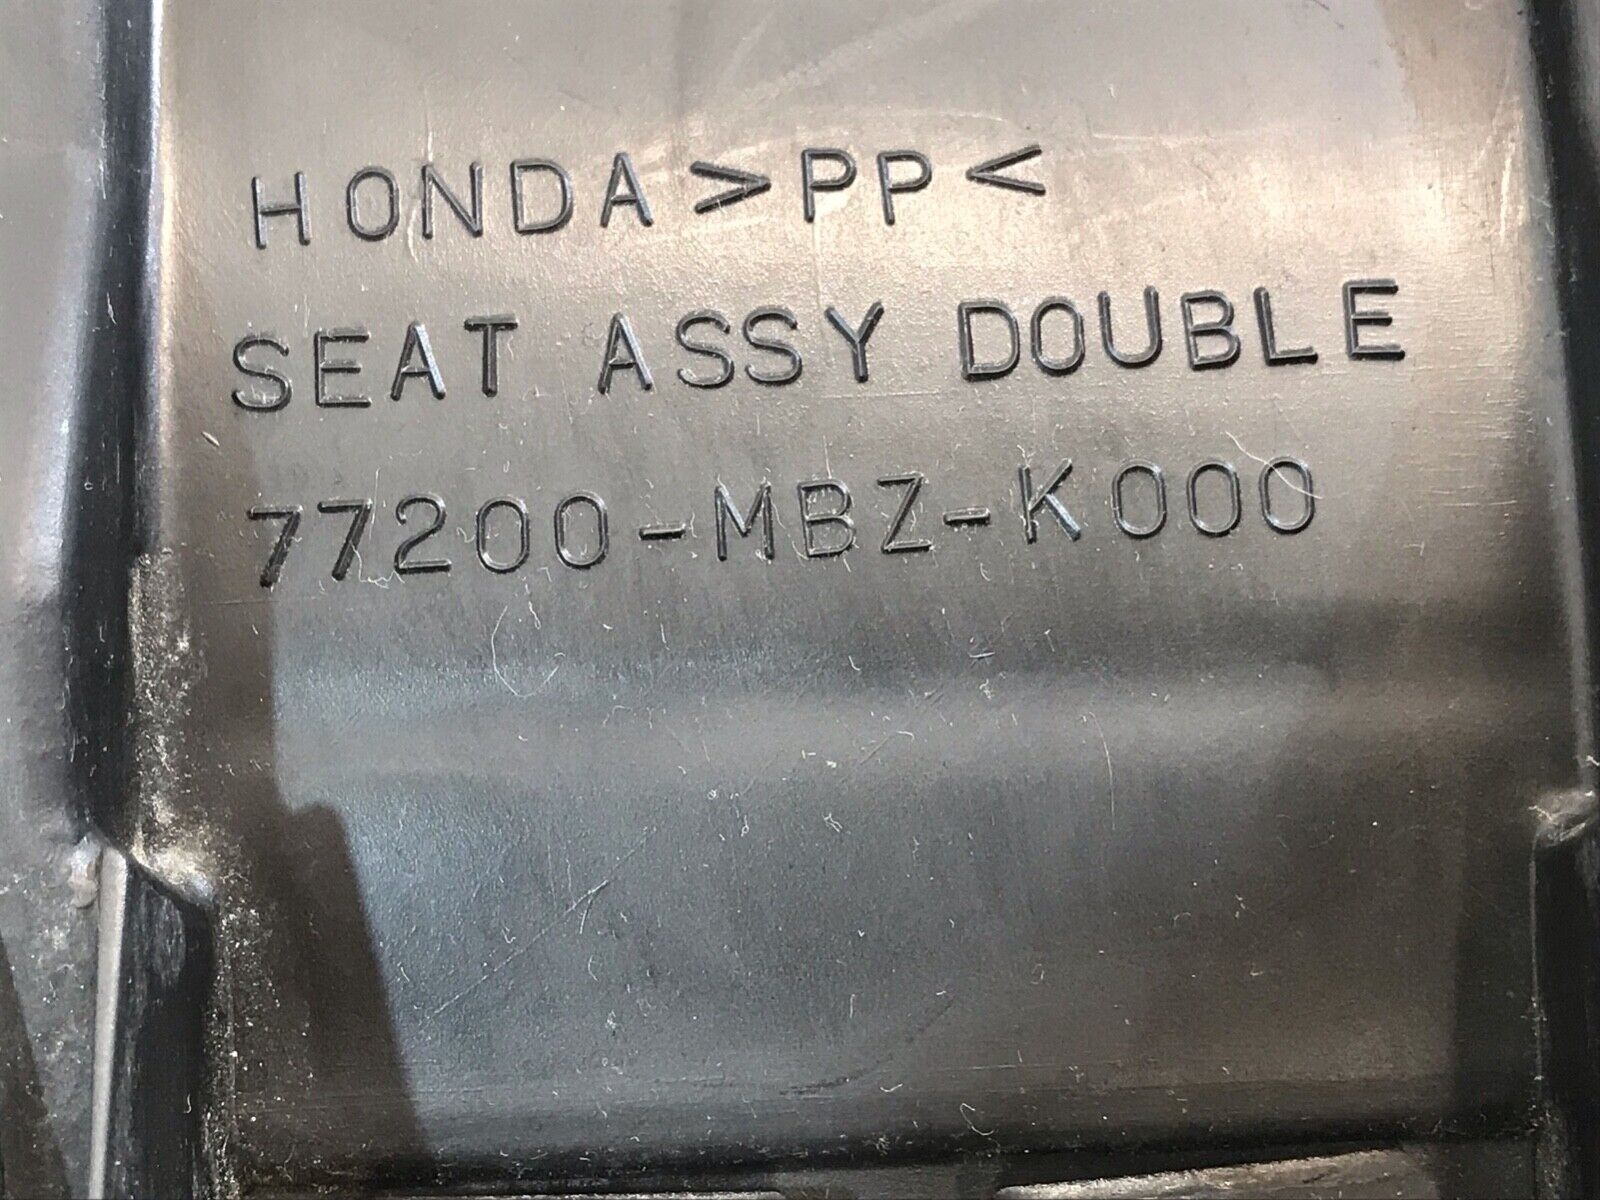 HONDA >PP<
SEAT ASSY DOUBLE
77200-MBZ-K000